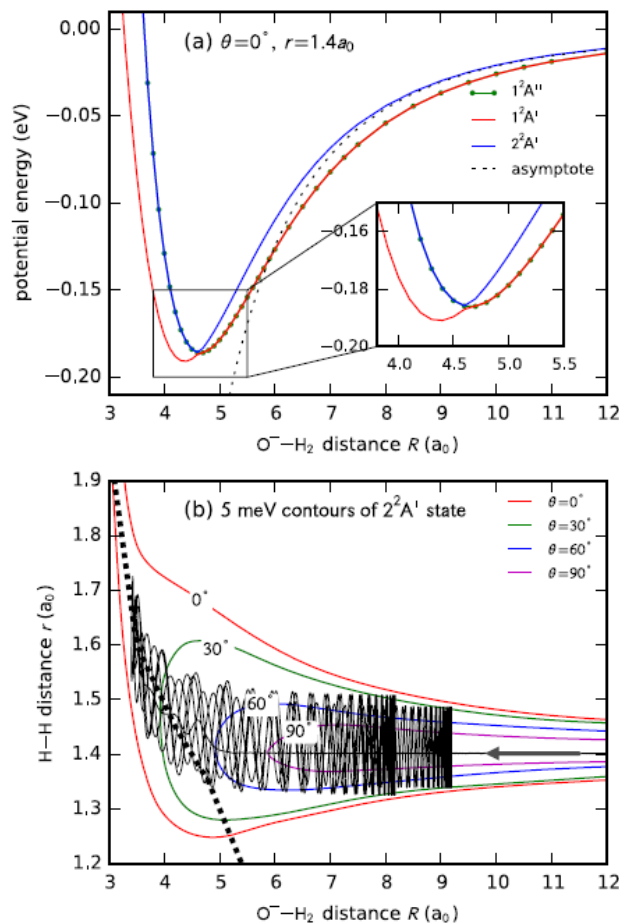 (a) θ=0°, r=1.4a₀
potential energy (eV)
0.00
−0.05
−0.10
−0.15
−0.20
1²A''
1²A'
2²A'
asymptote
−0.16
−0.18
−0.20
4.0 4.5 5.0 5.5
3 4 5 6 7 8 9 10 11 12
O⁻−H₂ distance R (a₀)
(b) 5 meV contours of 2²A' state
H−H distance r (a₀)
1.9
1.8
1.7
1.6
1.5
1.4
1.3
1.2
θ=0°
θ=30°
θ=60°
θ=90°
0°
30°
60°
90°
3 4 5 6 7 8 9 10 11 12
O⁻−H₂ distance R (a₀)